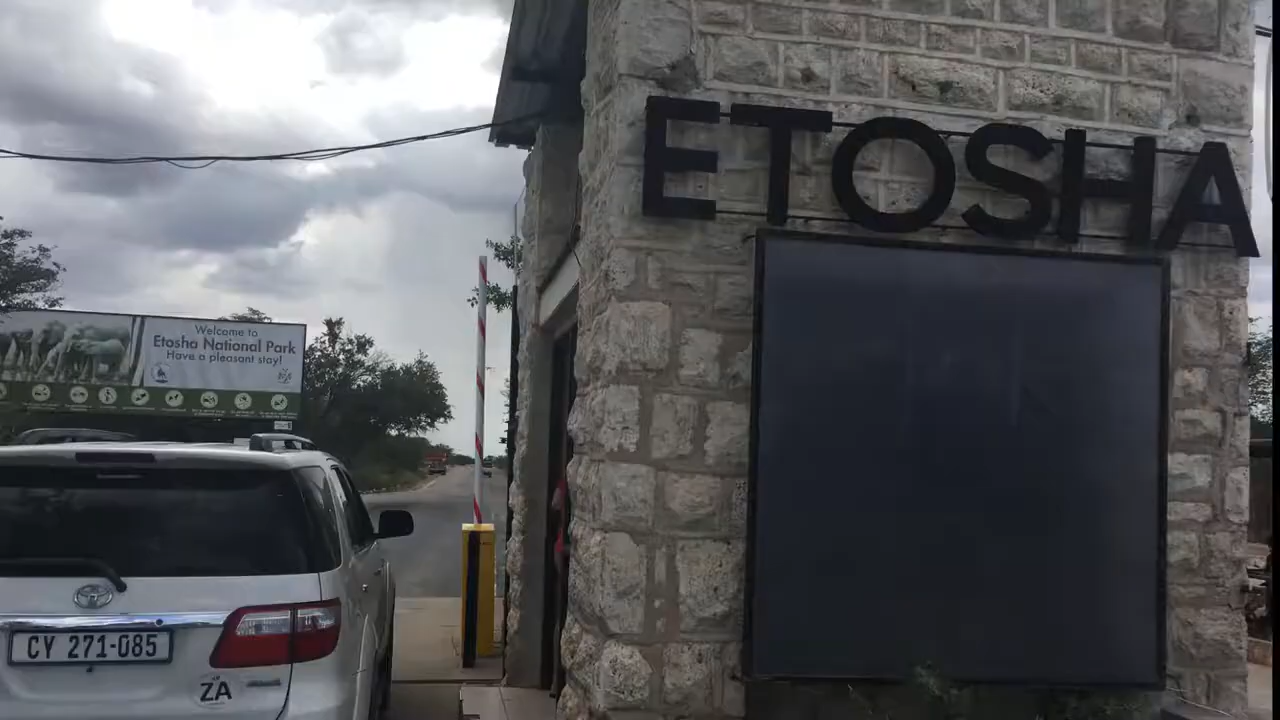 ETOSHA
Welcome to
Etosha National Park
Have a pleasant stay!
CY 271-085
ZA